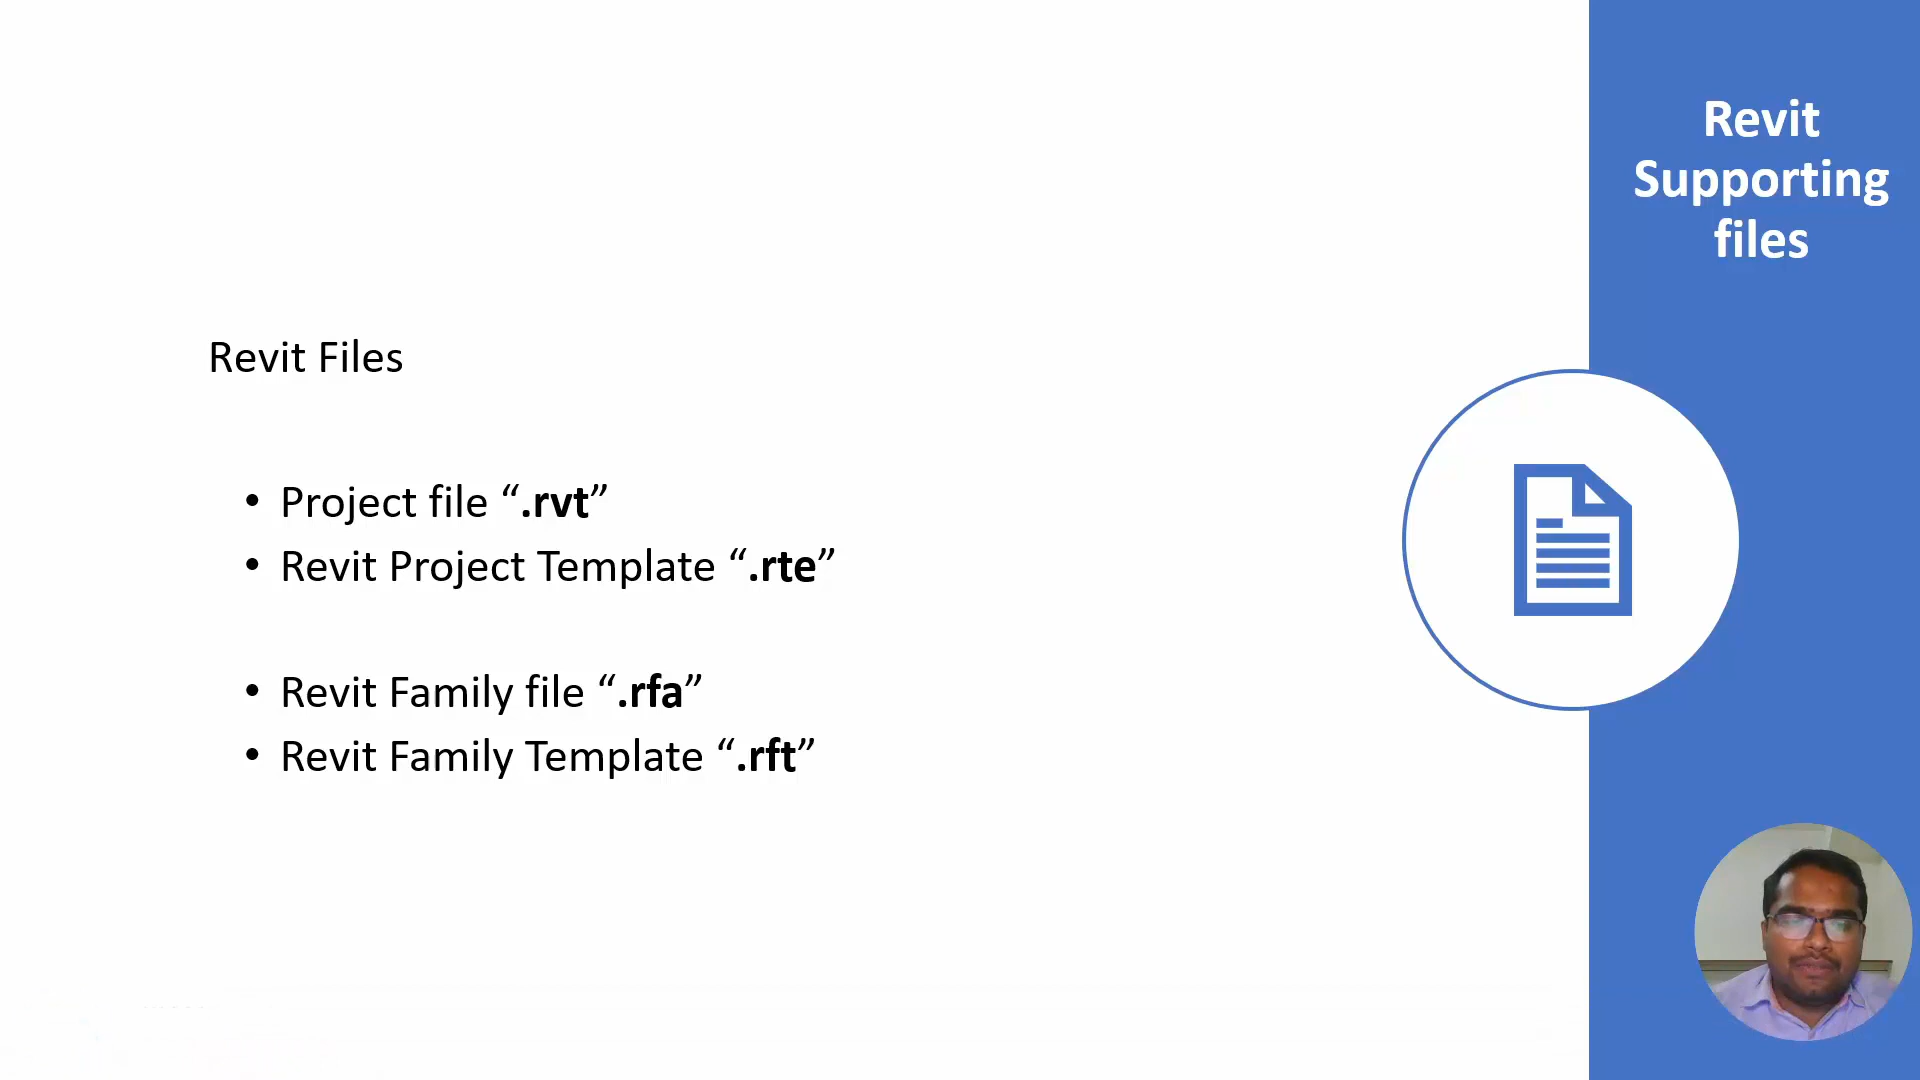 Revit
Supporting
files
Revit Files
• Project file “.rvt”
• Revit Project Template “.rte”
• Revit Family file “.rfa”
• Revit Family Template “.rft”